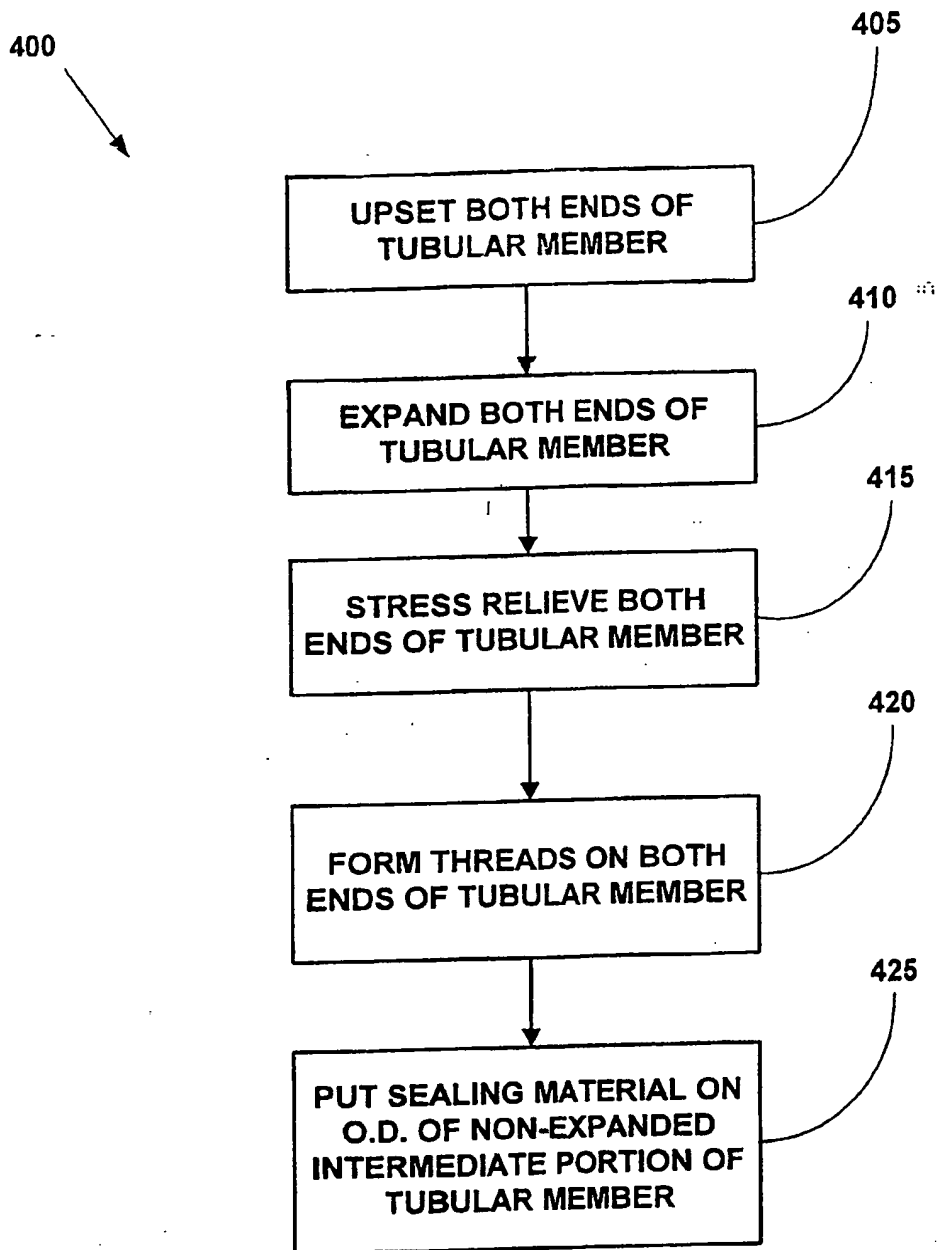 400
405
UPSET BOTH ENDS OF
TUBULAR MEMBER
410
EXPAND BOTH ENDS OF
TUBULAR MEMBER
415
STRESS RELIEVE BOTH
ENDS OF TUBULAR MEMBER
420
FORM THREADS ON BOTH
ENDS OF TUBULAR MEMBER
425
PUT SEALING MATERIAL ON
O.D. OF NON-EXPANDED
INTERMEDIATE PORTION OF
TUBULAR MEMBER